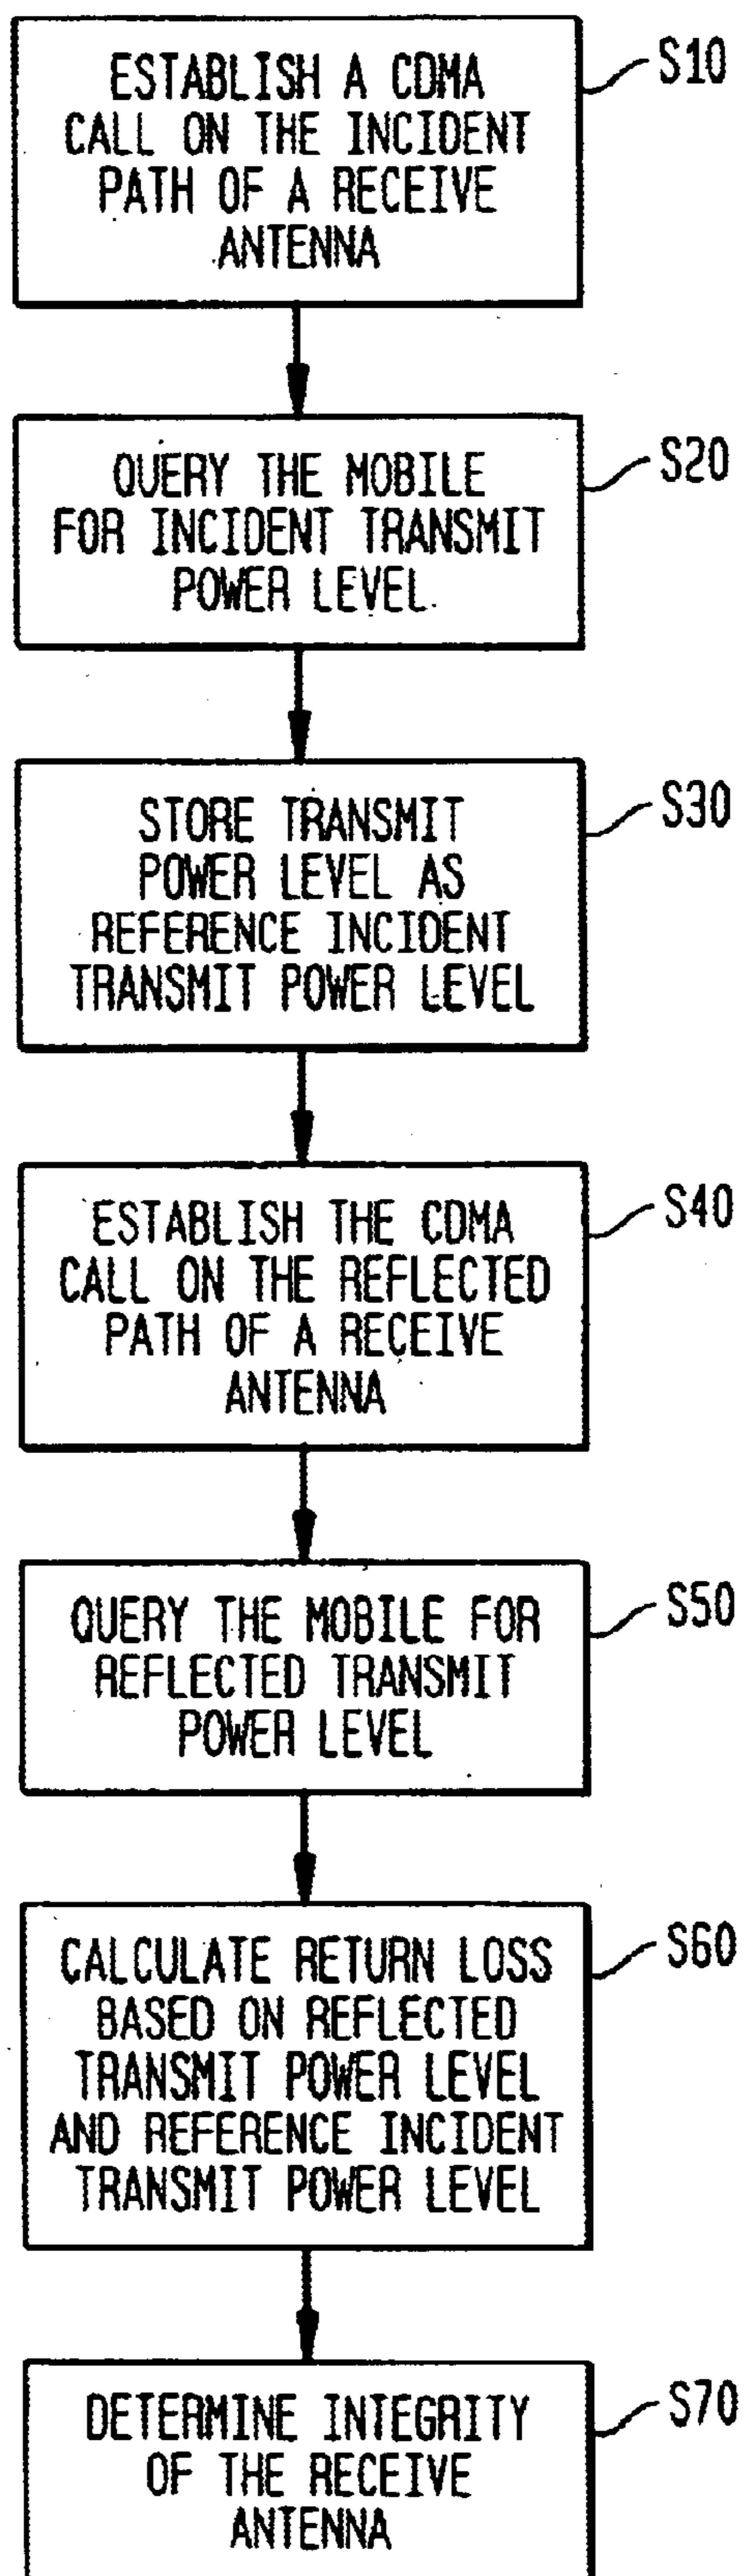 ESTABLISH A CDMA
CALL ON THE INCIDENT
PATH OF A RECEIVE
ANTENNA
S10
QUERY THE MOBILE
FOR INCIDENT TRANSMIT
POWER LEVEL
S20
STORE TRANSMIT
POWER LEVEL AS
REFERENCE INCIDENT
TRANSMIT POWER LEVEL
S30
ESTABLISH THE CDMA
CALL ON THE REFLECTED
PATH OF A RECEIVE
ANTENNA
S40
QUERY THE MOBILE FOR
REFLECTED TRANSMIT
POWER LEVEL
S50
CALCULATE RETURN LOSS
BASED ON REFLECTED
TRANSMIT POWER LEVEL
AND REFERENCE INCIDENT
TRANSMIT POWER LEVEL
S60
DETERMINE INTEGRITY
OF THE RECEIVE
ANTENNA
S70